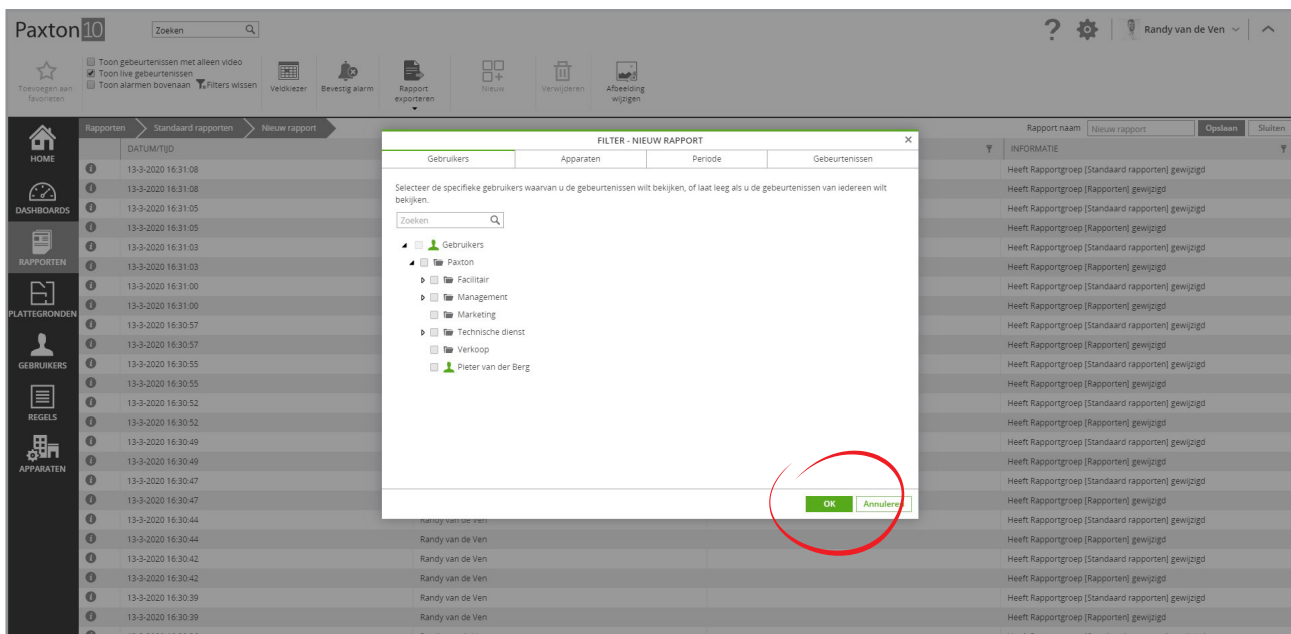 Paxton10
Zoeken
Randy van de Ven
Toevoegen aan
favorieten
Toon gebeurtenissen met alleen video
Toon live gebeurtenissen
Toon alarmen bovenaan
Filters wissen
Veldkiezer
Bevestig alarm
Rapport
exporteren
Nieuw
Verwijderen
Afbeelding
wijzigen
HOME
DASHBOARDS
RAPPORTEN
PLATTEGRONDEN
GEBRUIKERS
REGELS
APPARATEN
Rapporten
Standaard rapporten
Nieuw rapport
Rapport naam
Nieuw rapport
Opslaan
Sluiten
DATUM/TIJD
INFORMATIE
FILTER - NIEUW RAPPORT
Gebruikers
Apparaten
Periode
Gebeurtenissen
Selecteer de specifieke gebruikers waarvan u de gebeurtenissen wilt bekijken, of laat leeg als u de gebeurtenissen van iedereen wilt
bekijken.
Zoeken
Gebruikers
Paxton
Facilitair
Management
Marketing
Technische dienst
Verkoop
Pieter van der Berg
OK
Annuleren
13-3-2020 16:31:08 Heeft Rapportgroep [Standaard rapporten] gewijzigd
13-3-2020 16:31:08 Heeft Rapportgroep [Rapporten] gewijzigd
13-3-2020 16:31:05 Heeft Rapportgroep [Standaard rapporten] gewijzigd
13-3-2020 16:31:05 Heeft Rapportgroep [Rapporten] gewijzigd
13-3-2020 16:31:03 Heeft Rapportgroep [Standaard rapporten] gewijzigd
13-3-2020 16:31:03 Heeft Rapportgroep [Rapporten] gewijzigd
13-3-2020 16:31:00 Heeft Rapportgroep [Standaard rapporten] gewijzigd
13-3-2020 16:31:00 Heeft Rapportgroep [Rapporten] gewijzigd
13-3-2020 16:30:57 Heeft Rapportgroep [Standaard rapporten] gewijzigd
13-3-2020 16:30:57 Heeft Rapportgroep [Rapporten] gewijzigd
13-3-2020 16:30:55 Heeft Rapportgroep [Standaard rapporten] gewijzigd
13-3-2020 16:30:55 Heeft Rapportgroep [Rapporten] gewijzigd
13-3-2020 16:30:52 Heeft Rapportgroep [Standaard rapporten] gewijzigd
13-3-2020 16:30:52 Heeft Rapportgroep [Rapporten] gewijzigd
13-3-2020 16:30:49 Heeft Rapportgroep [Standaard rapporten] gewijzigd
13-3-2020 16:30:49 Heeft Rapportgroep [Rapporten] gewijzigd
13-3-2020 16:30:47 Heeft Rapportgroep [Standaard rapporten] gewijzigd
13-3-2020 16:30:47 Heeft Rapportgroep [Rapporten] gewijzigd
13-3-2020 16:30:44 Randy van de Ven Heeft Rapportgroep [Standaard rapporten] gewijzigd
13-3-2020 16:30:44 Randy van de Ven Heeft Rapportgroep [Rapporten] gewijzigd
13-3-2020 16:30:42 Randy van de Ven Heeft Rapportgroep [Standaard rapporten] gewijzigd
13-3-2020 16:30:42 Randy van de Ven Heeft Rapportgroep [Rapporten] gewijzigd
13-3-2020 16:30:39 Randy van de Ven Heeft Rapportgroep [Standaard rapporten] gewijzigd
13-3-2020 16:30:39 Randy van de Ven Heeft Rapportgroep [Rapporten] gewijzigd